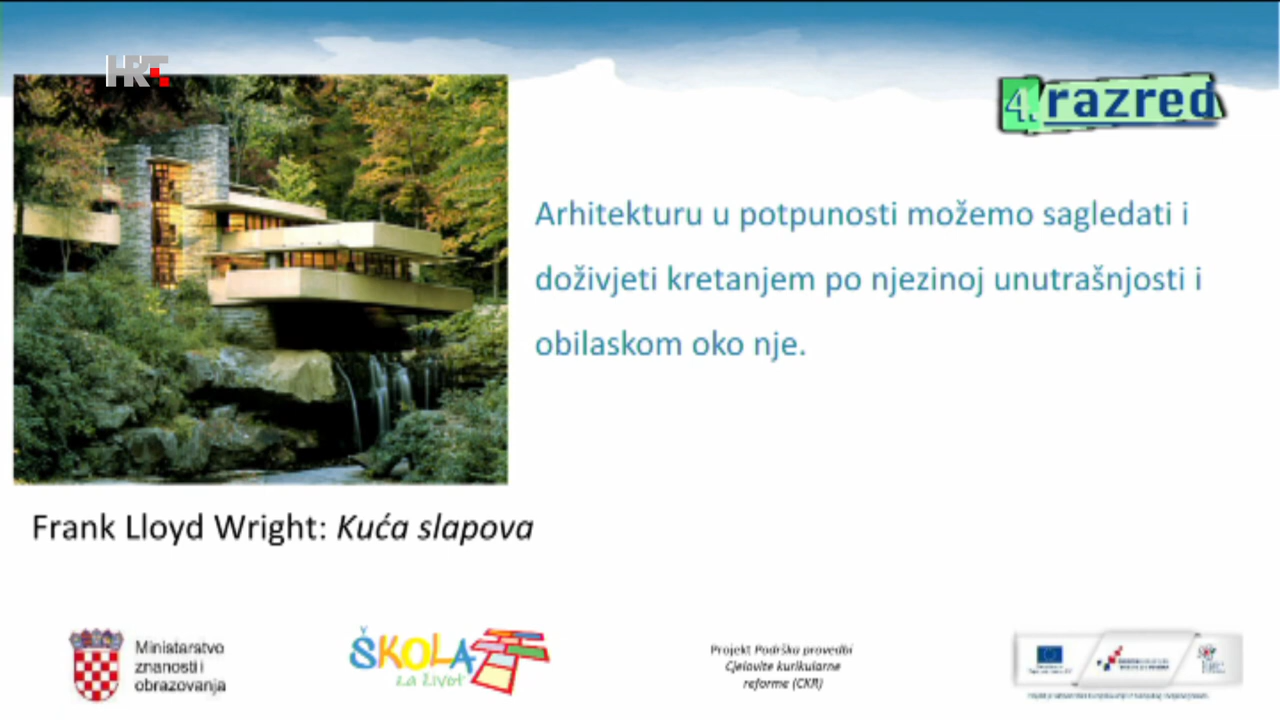 HRT
4. razred
Arhitekturu u potpunosti možemo sagledati i
doživjeti kretanjem po njezinoj unutrašnjosti i
obilaskom oko nje.
Frank Lloyd Wright: Kuća slapova
Ministarstvo
znanosti i
obrazovanja
ŠKOLA
za život
Projekt Podrška provedbi
Cjelovite kurikularne
reforme (CKR)